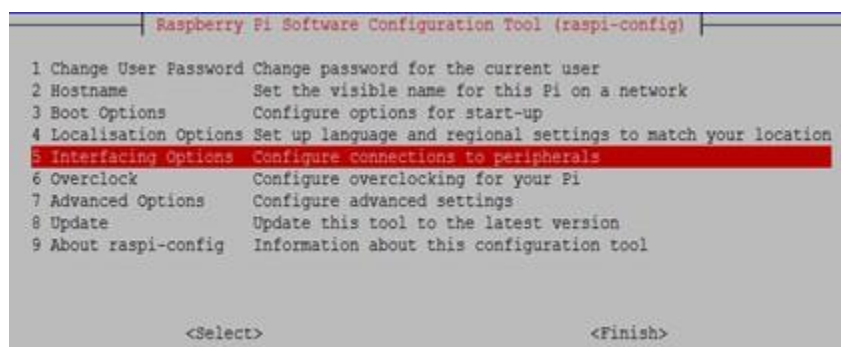 Raspberry Pi Software Configuration Tool (raspi-config)
1 Change User Password Change password for the current user
2 Hostname Set the visible name for this Pi on a network
3 Boot Options Configure options for start-up
4 Localisation Options Set up language and regional settings to match your location
5 Interfacing Options Configure connections to peripherals
6 Overclock Configure overclocking for your Pi
7 Advanced Options Configure advanced settings
8 Update Update this tool to the latest version
9 About raspi-config Information about this configuration tool
<Select> <Finish>